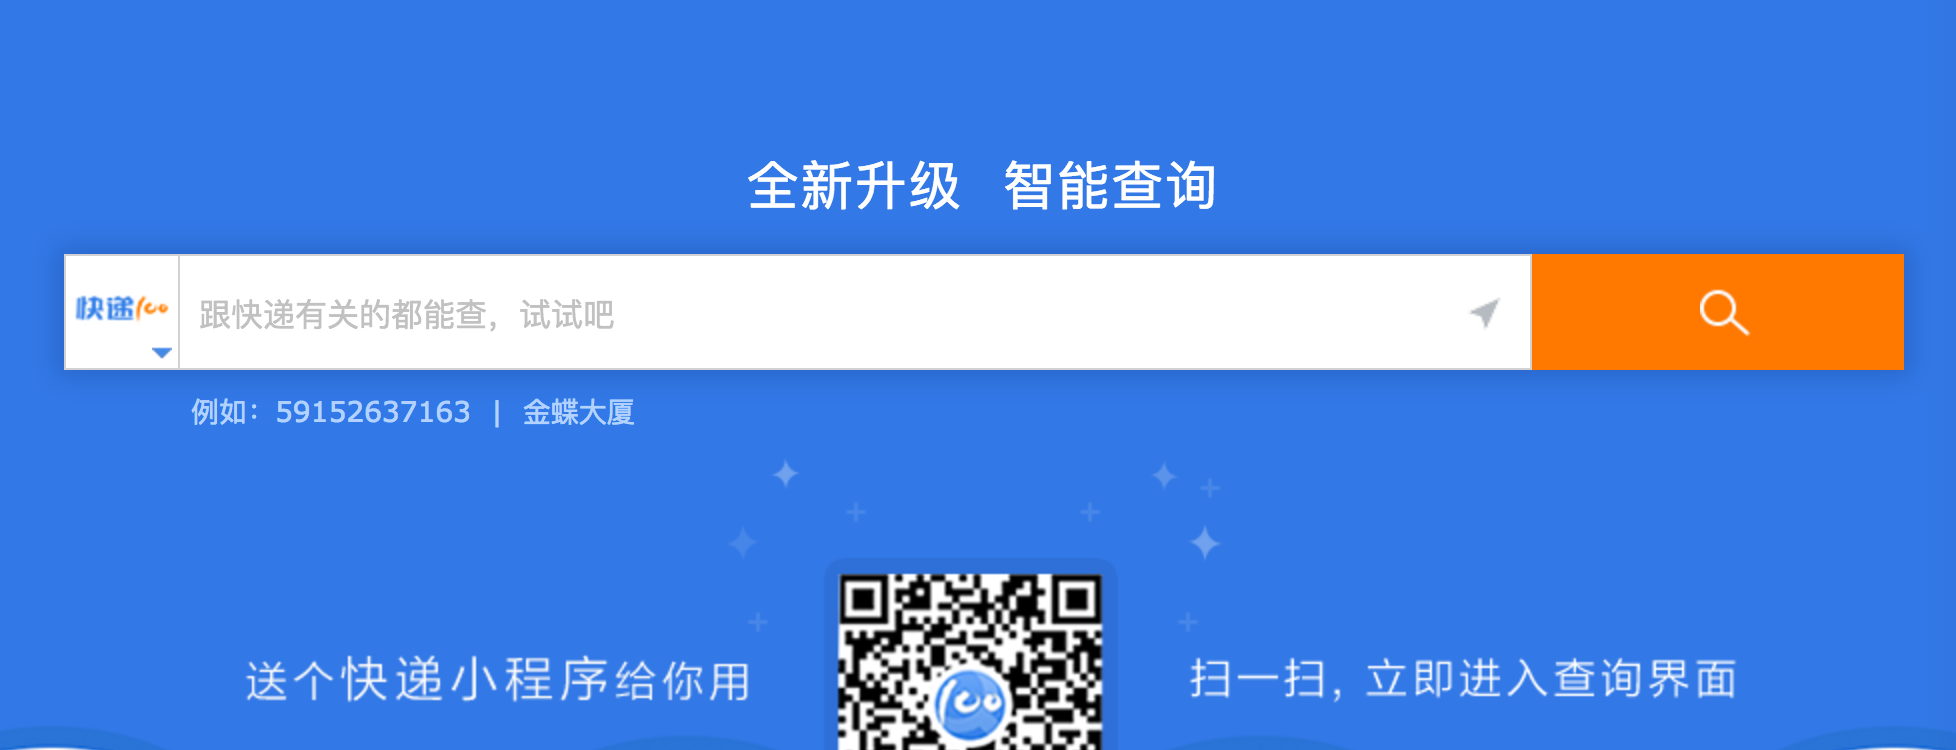 全新升级 智能查询
快递100
跟快递有关的都能查，试试吧
例如：59152637163 | 金蝶大厦
送个快递小程序给你用
扫一扫, 立即进入查询界面
100